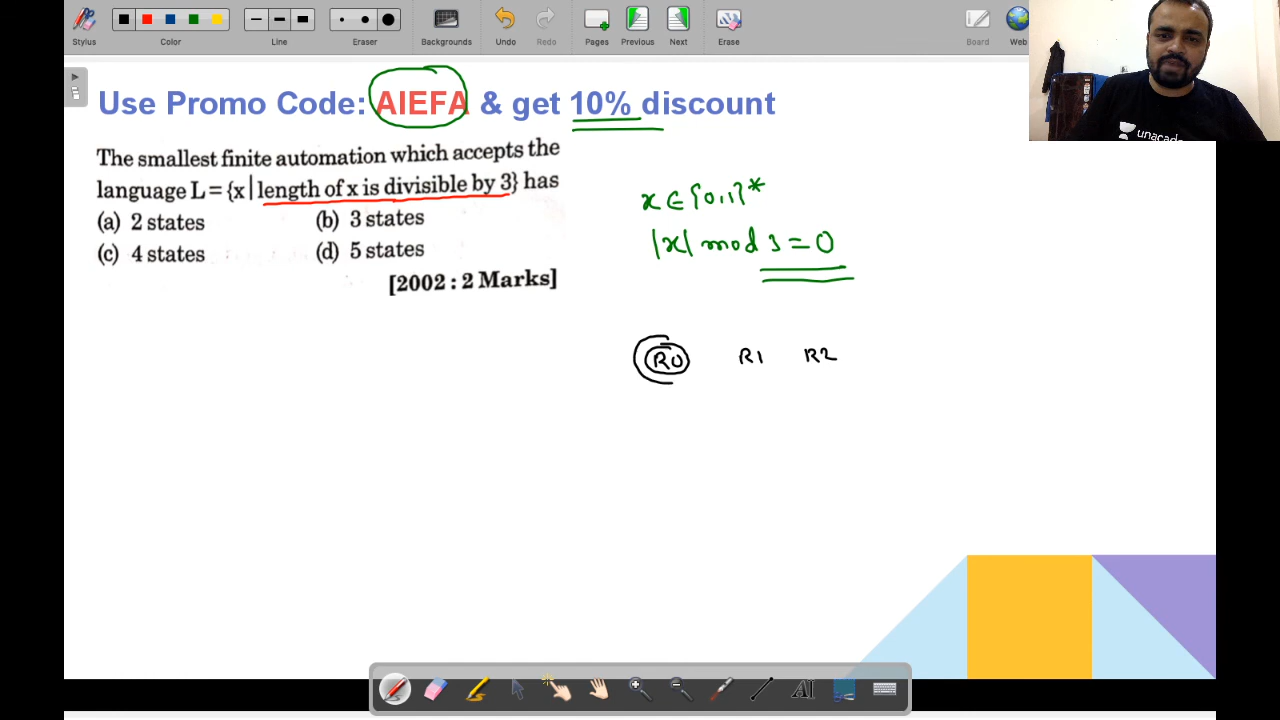 Stylus Color Line Eraser Backgrounds Undo Redo Pages Previous Next Erase Board Web
Use Promo Code: AIEFA & get 10% discount
The smallest finite automation which accepts the
language L = {x | length of x is divisible by 3} has
(a) 2 states (b) 3 states
(c) 4 states (d) 5 states
[2002 : 2 Marks]
x ∈ {0,1}*
|x| mod 3 = 0
R0 R1 R2
unacade